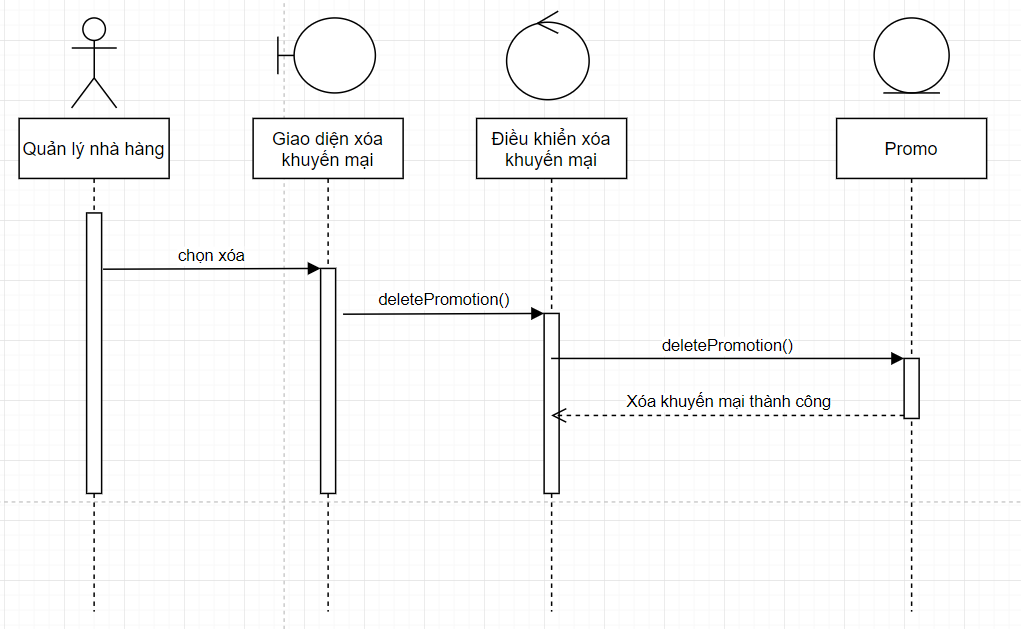 Quản lý nhà hàng
Giao diện xóa
khuyến mại
Điều khiển xóa
khuyến mại
Promo
chọn xóa
deletePromotion()
deletePromotion()
Xóa khuyến mại thành công